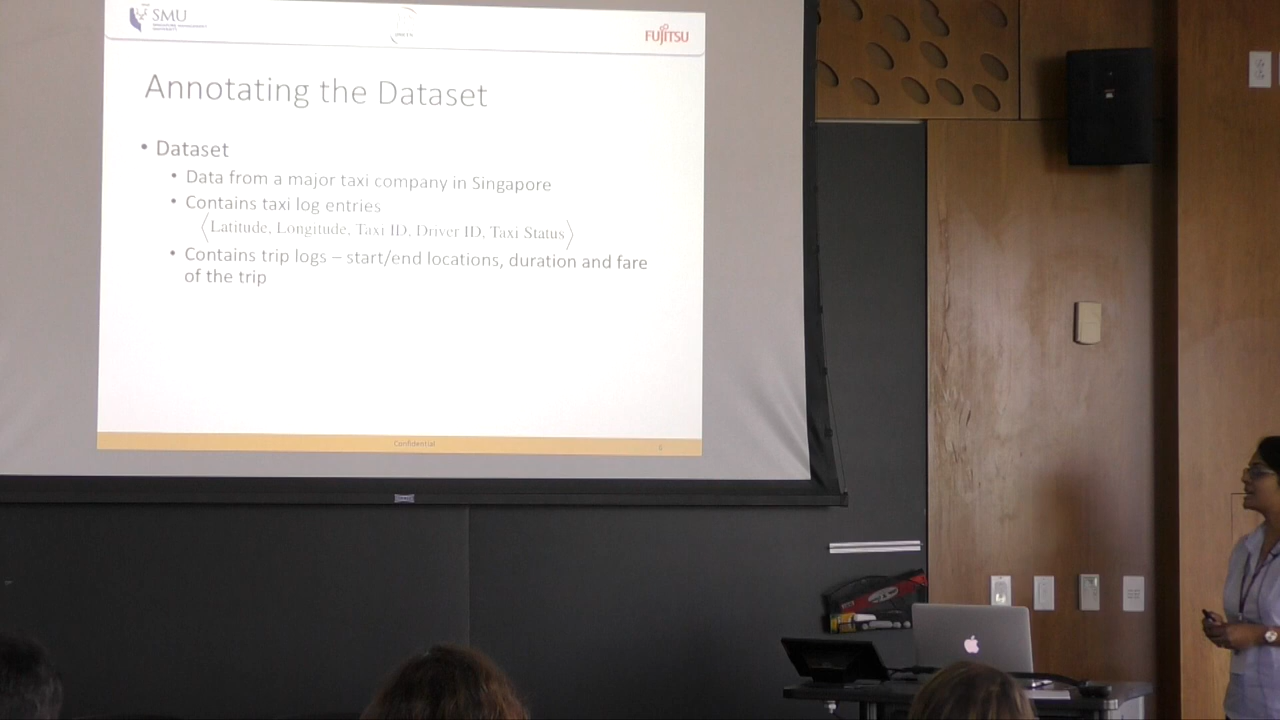 SMU
FUJITSU
Annotating the Dataset
• Dataset
• Data from a major taxi company in Singapore
• Contains taxi log entries
⟨Latitude, Longitude, Taxi ID, Driver ID, Taxi Status⟩
• Contains trip logs – start/end locations, duration and fare
of the trip
Confidential